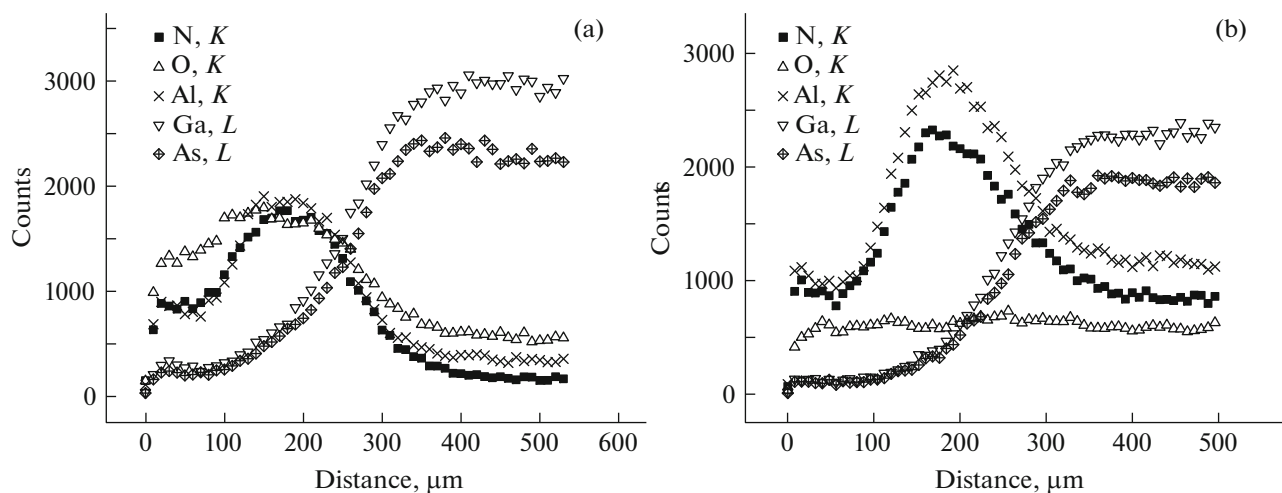 (a)
N, K
O, K
Al, K
Ga, L
As, L
3000
2000
1000
0
Counts
0 100 200 300 400 500 600
Distance, μm
(b)
N, K
O, K
Al, K
Ga, L
As, L
3000
2000
1000
0
Counts
0 100 200 300 400 500
Distance, μm